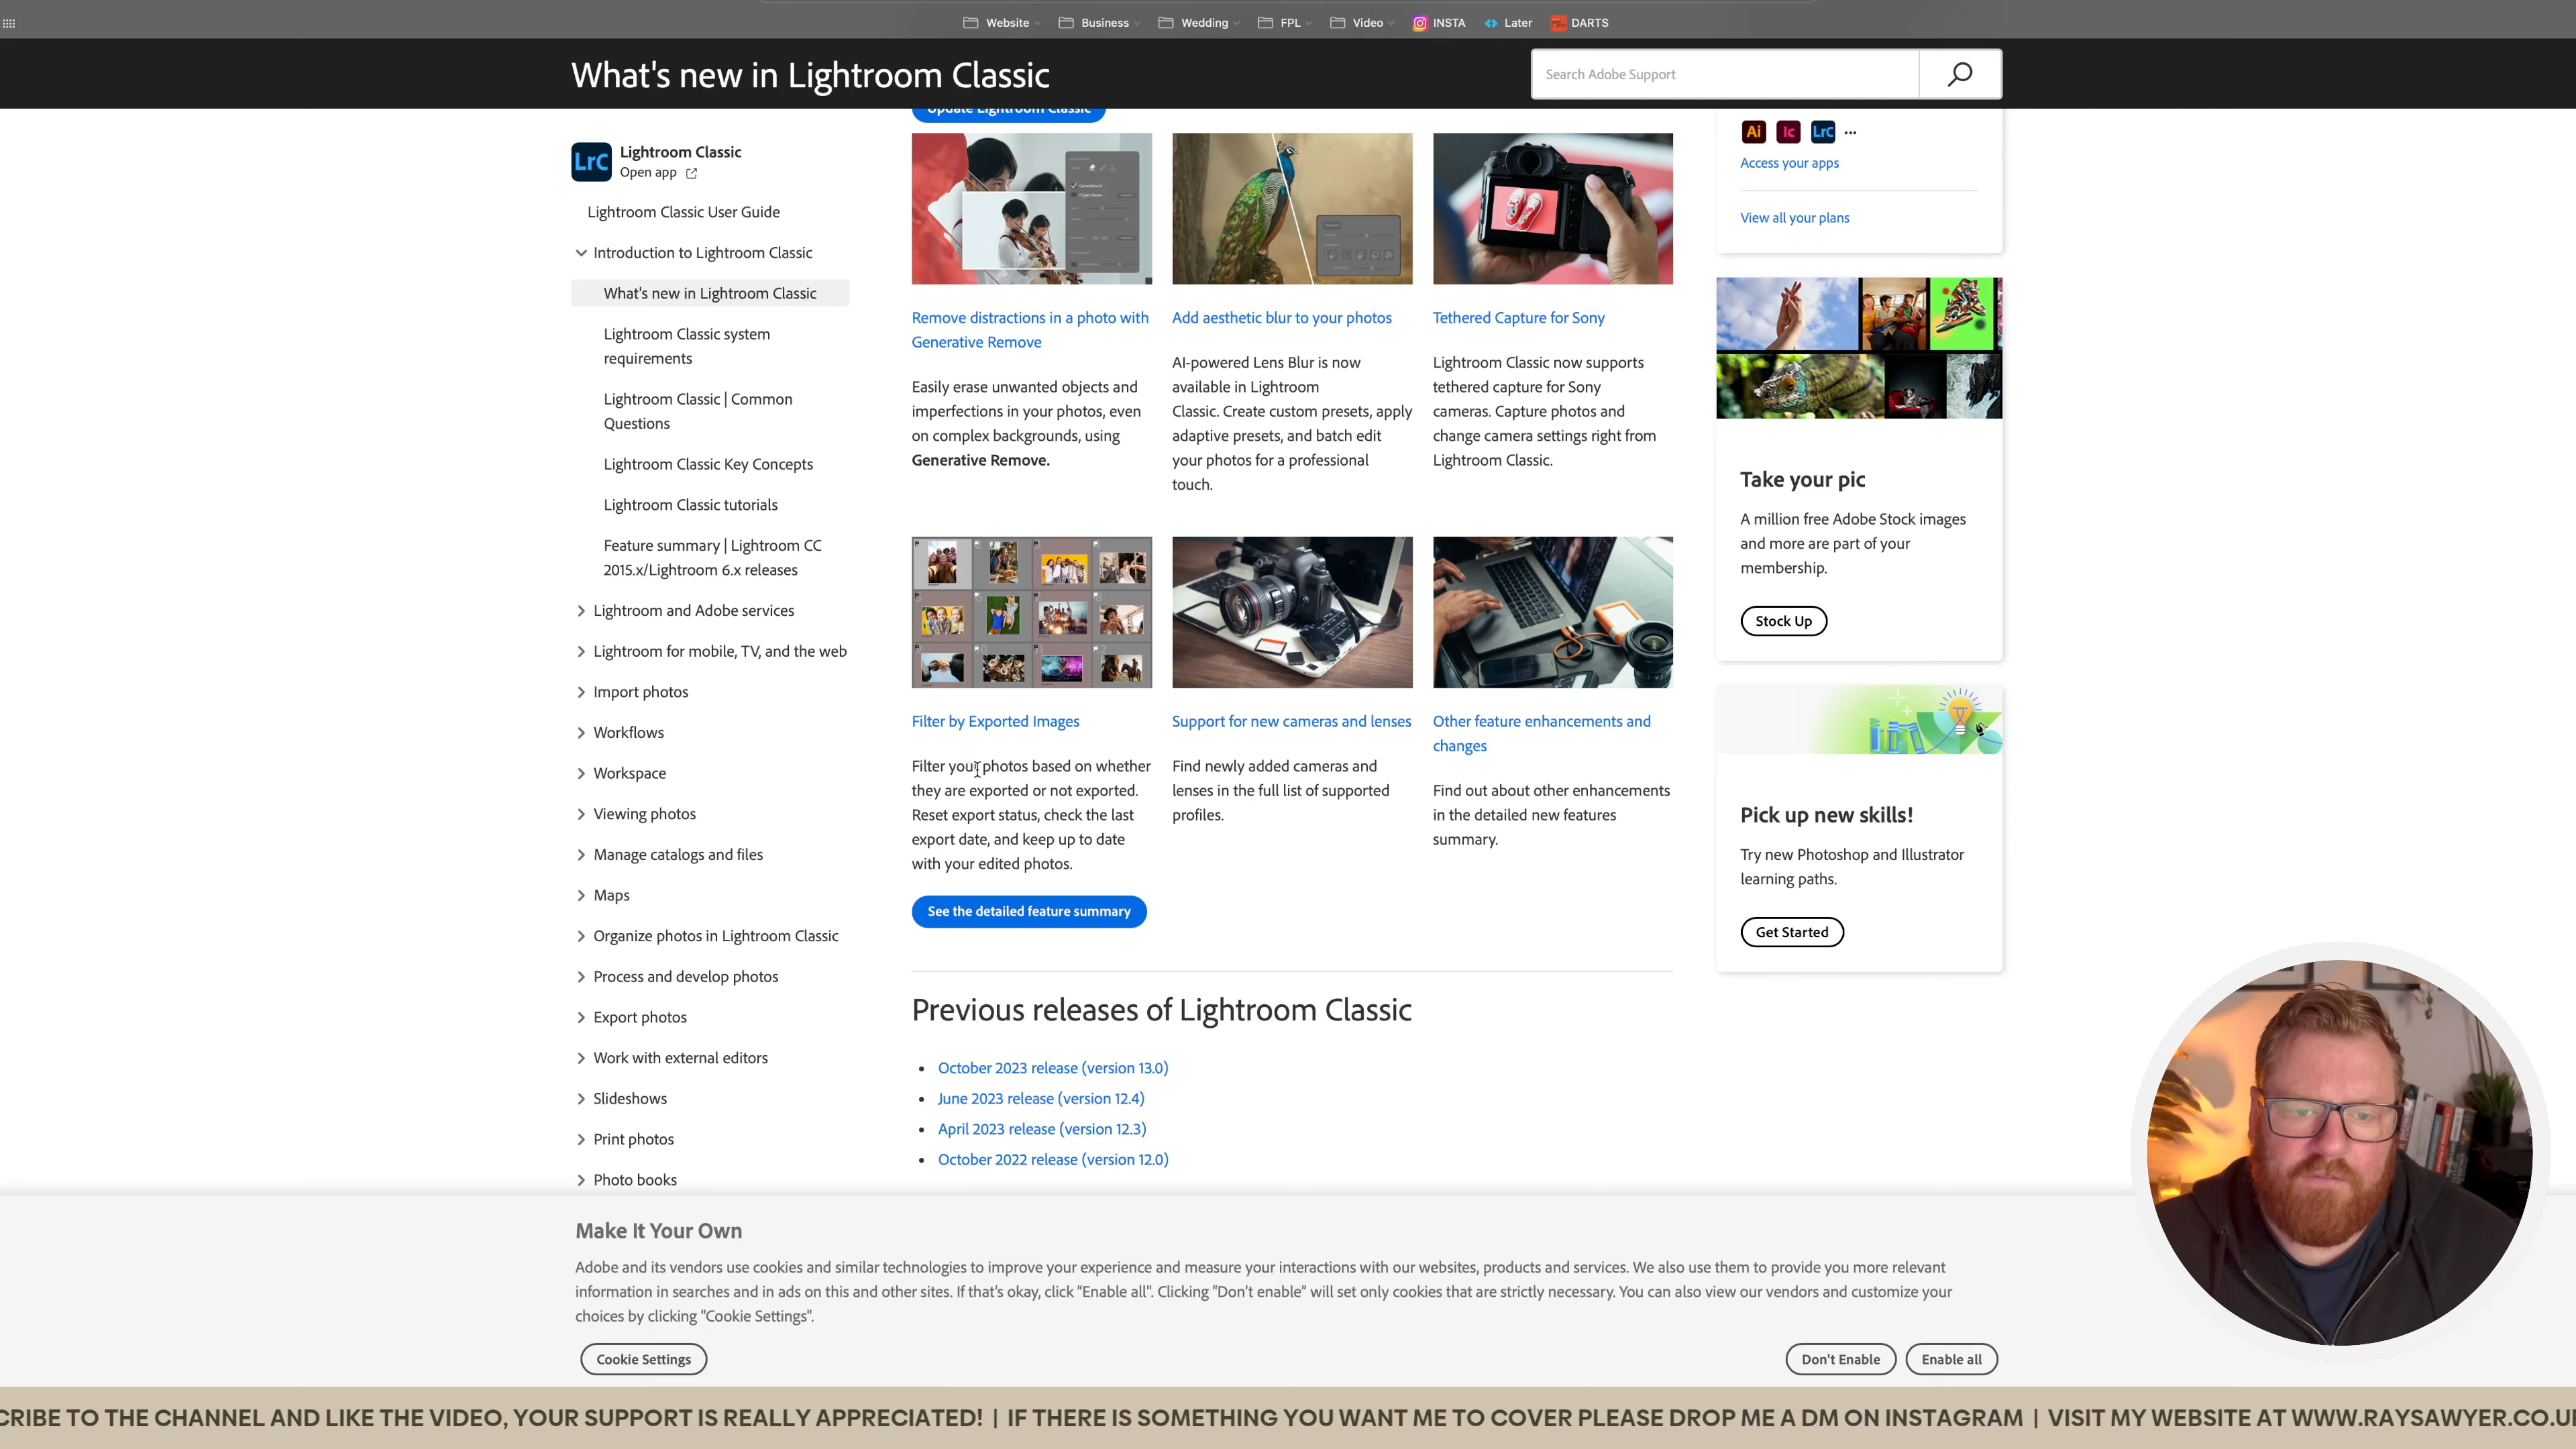 Website
Business
Wedding
FPL
Video
INSTA
Later
DARTS
What's new in Lightroom Classic
Search Adobe Support
Update Lightroom Classic
LrC
Lightroom Classic
Open app
Lightroom Classic User Guide
Introduction to Lightroom Classic
What's new in Lightroom Classic
Lightroom Classic system
requirements
Lightroom Classic | Common
Questions
Lightroom Classic Key Concepts
Lightroom Classic tutorials
Feature summary | Lightroom CC
2015.x/Lightroom 6.x releases
Lightroom and Adobe services
Lightroom for mobile, TV, and the web
Import photos
Workflows
Workspace
Viewing photos
Manage catalogs and files
Maps
Organize photos in Lightroom Classic
Process and develop photos
Export photos
Work with external editors
Slideshows
Print photos
Photo books
Remove distractions in a photo with
Generative Remove
Easily erase unwanted objects and
imperfections in your photos, even
on complex backgrounds, using
Generative Remove.
Add aesthetic blur to your photos
AI-powered Lens Blur is now
available in Lightroom
Classic. Create custom presets, apply
adaptive presets, and batch edit
your photos for a professional
touch.
Tethered Capture for Sony
Lightroom Classic now supports
tethered capture for Sony
cameras. Capture photos and
change camera settings right from
Lightroom Classic.
Filter by Exported Images
Filter your photos based on whether
they are exported or not exported.
Reset export status, check the last
export date, and keep up to date
with your edited photos.
Support for new cameras and lenses
Find newly added cameras and
lenses in the full list of supported
profiles.
Other feature enhancements and
changes
Find out about other enhancements
in the detailed new features
summary.
See the detailed feature summary
Previous releases of Lightroom Classic
October 2023 release (version 13.0)
June 2023 release (version 12.4)
April 2023 release (version 12.3)
October 2022 release (version 12.0)
Ai Ic LrC ...
Access your apps
View all your plans
Take your pic
A million free Adobe Stock images
and more are part of your
membership.
Stock Up
Pick up new skills!
Try new Photoshop and Illustrator
learning paths.
Get Started
Make It Your Own
Adobe and its vendors use cookies and similar technologies to improve your experience and measure your interactions with our websites, products and services. We also use them to provide you more relevant
information in searches and in ads on this and other sites. If that's okay, click “Enable all”. Clicking “Don't enable” will set only cookies that are strictly necessary. You can also view our vendors and customize your
choices by clicking "Cookie Settings".
Cookie Settings
Don't Enable
Enable all
CRIBE TO THE CHANNEL AND LIKE THE VIDEO, YOUR SUPPORT IS REALLY APPRECIATED! | IF THERE IS SOMETHING YOU WANT ME TO COVER PLEASE DROP ME A DM ON INSTAGRAM | VISIT MY WEBSITE AT WWW.RAYSAWYER.CO.U